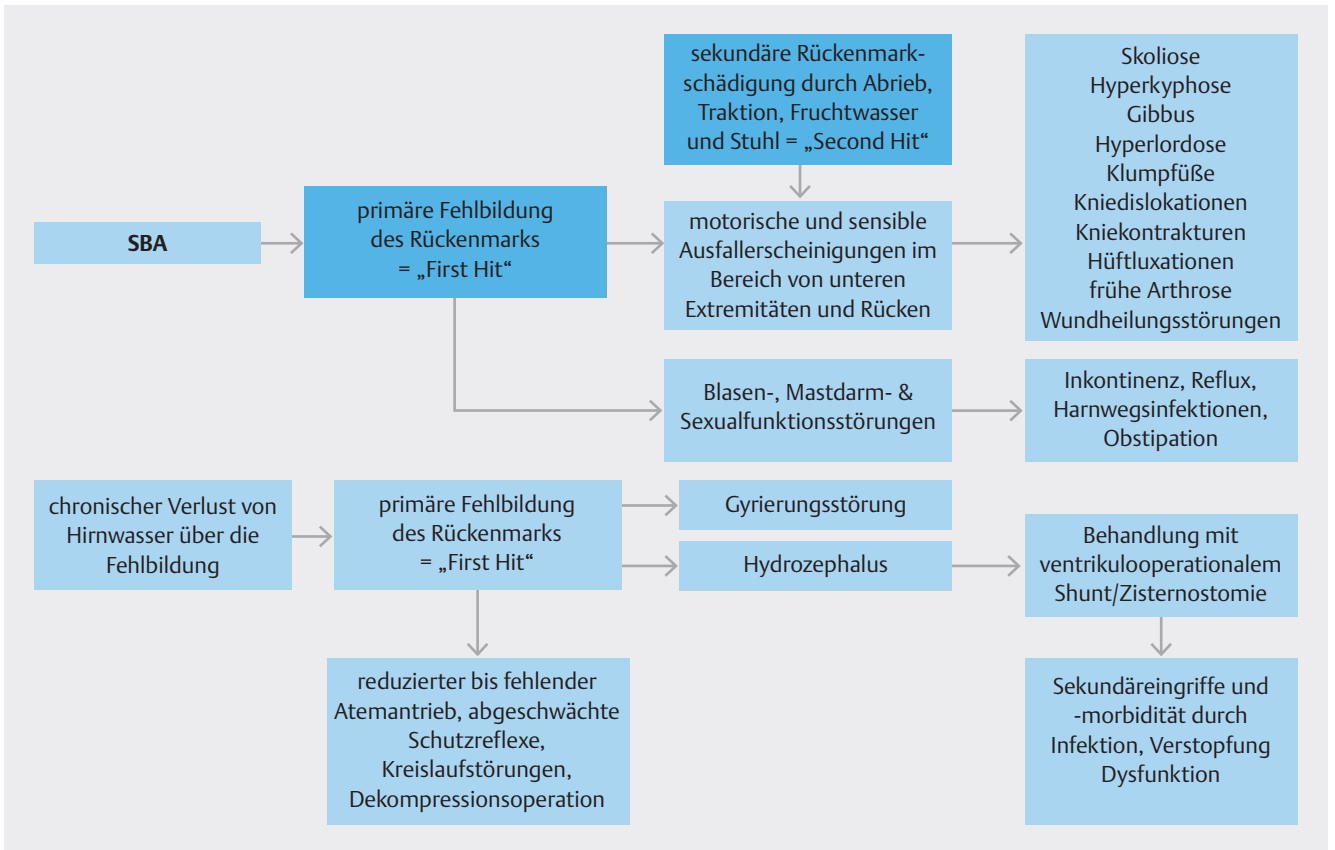 SBA
primäre Fehlbildung
des Rückenmarks
= „First Hit“
sekundäre Rückenmark-
schädigung durch Abrieb,
Traktion, Fruchtwasser
und Stuhl = „Second Hit“
motorische und sensible
Ausfallerscheinigungen im
Bereich von unteren
Extremitäten und Rücken
Skoliose
Hyperkyphose
Gibbus
Hyperlordose
Klumpfüße
Kniedislokationen
Kniekontrakturen
Hüftluxationen
frühe Arthrose
Wundheilungsstörungen
Blasen-, Mastdarm- &
Sexualfunktionsstörungen
Inkontinenz, Reflux,
Harnwegsinfektionen,
Obstipation
chronischer Verlust von
Hirnwasser über die
Fehlbildung
primäre Fehlbildung
des Rückenmarks
= „First Hit“
Gyrierungsstörung
Hydrozephalus
Behandlung mit
ventrikulooperationalem
Shunt/Zisternostomie
reduzierter bis fehlender
Atemantrieb, abgeschwächte
Schutzreflexe,
Kreislaufstörungen,
Dekompressionsoperation
Sekundäreingriffe und
-morbidität durch
Infektion, Verstopfung
Dysfunktion